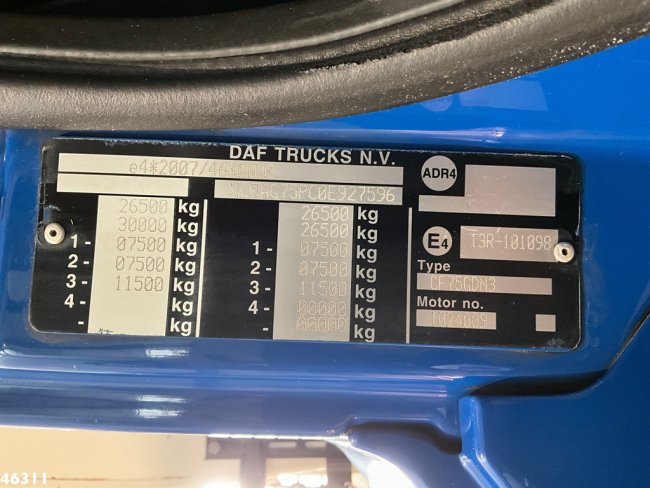 DAF TRUCKS N.V.
e4*2007/46*
XLRAG75PC0E927596
26500 kg
30000 kg
1 - 07500 kg
2 - 07500 kg
3 - 11500 kg
4 - kg
- kg
26500 kg
26500 kg
1 - 07500 kg
2 - 07500 kg
3 - 11500 kg
4 - 00000 kg
- 00000 kg
ADR4
E4 13R-101098
Type
CF75GDN3
Motor no.
46311